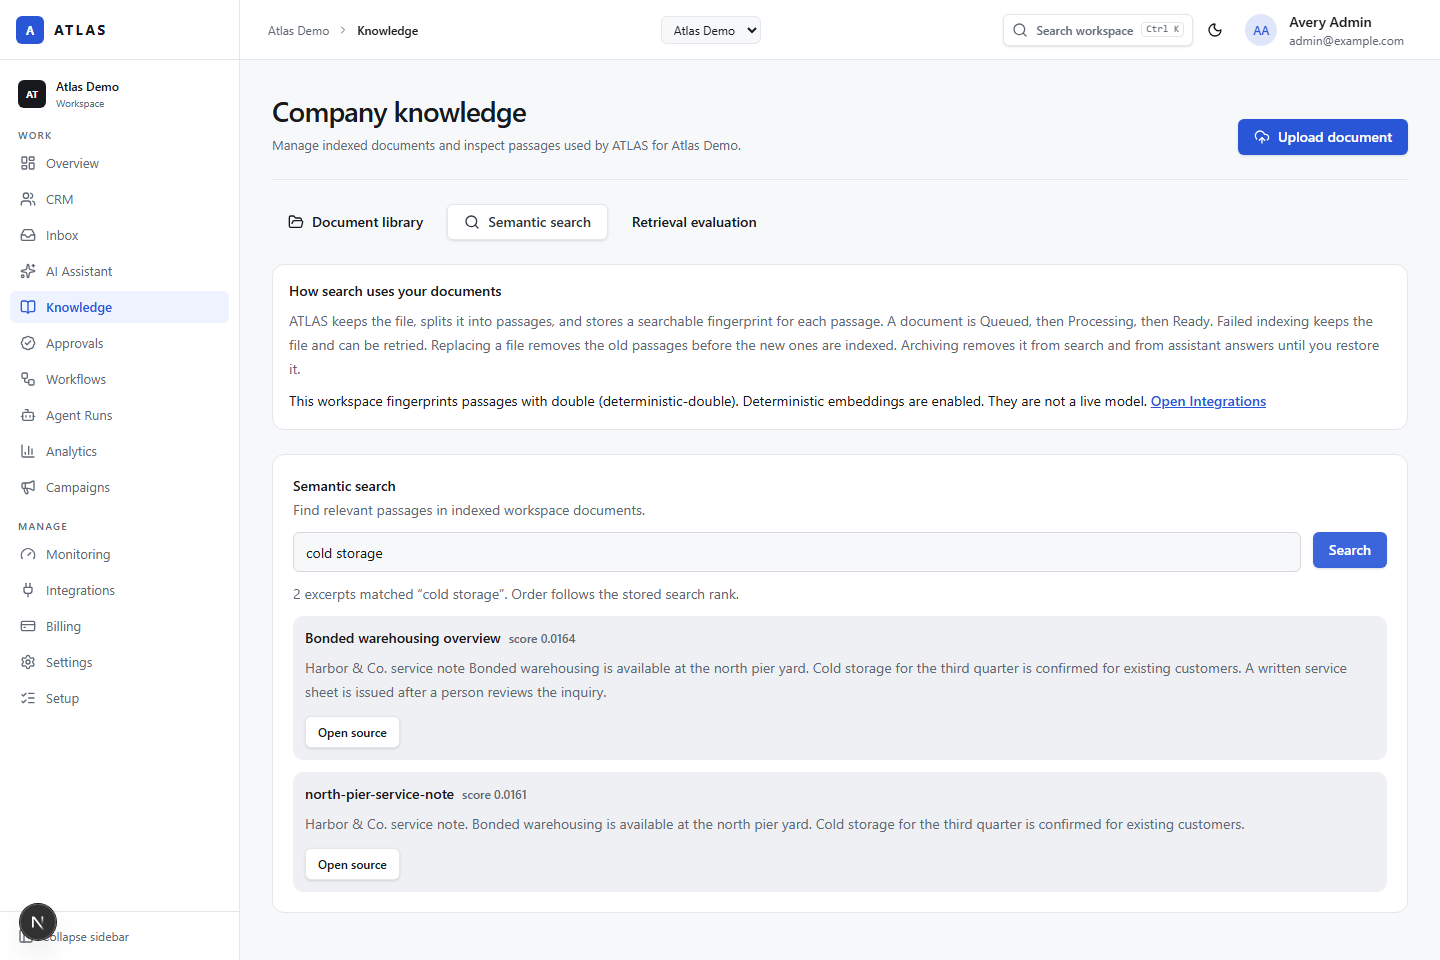 A ATLAS
Atlas Demo > Knowledge
Atlas Demo
Search workspace Ctrl K
AA
Avery Admin
admin@example.com
AT
Atlas Demo
Workspace
WORK
Overview
CRM
Inbox
AI Assistant
Knowledge
Approvals
Workflows
Agent Runs
Analytics
Campaigns
MANAGE
Monitoring
Integrations
Billing
Settings
Setup
N
ollapse sidebar
Company knowledge
Manage indexed documents and inspect passages used by ATLAS for Atlas Demo.
Upload document
Document library
Semantic search
Retrieval evaluation
How search uses your documents
ATLAS keeps the file, splits it into passages, and stores a searchable fingerprint for each passage. A document is Queued, then Processing, then Ready. Failed indexing keeps the
file and can be retried. Replacing a file removes the old passages before the new ones are indexed. Archiving removes it from search and from assistant answers until you restore
it.
This workspace fingerprints passages with double (deterministic-double). Deterministic embeddings are enabled. They are not a live model. Open Integrations
Semantic search
Find relevant passages in indexed workspace documents.
cold storage
Search
2 excerpts matched “cold storage”. Order follows the stored search rank.
Bonded warehousing overview score 0.0164
Harbor & Co. service note Bonded warehousing is available at the north pier yard. Cold storage for the third quarter is confirmed for existing customers. A written service
sheet is issued after a person reviews the inquiry.
Open source
north-pier-service-note score 0.0161
Harbor & Co. service note. Bonded warehousing is available at the north pier yard. Cold storage for the third quarter is confirmed for existing customers.
Open source